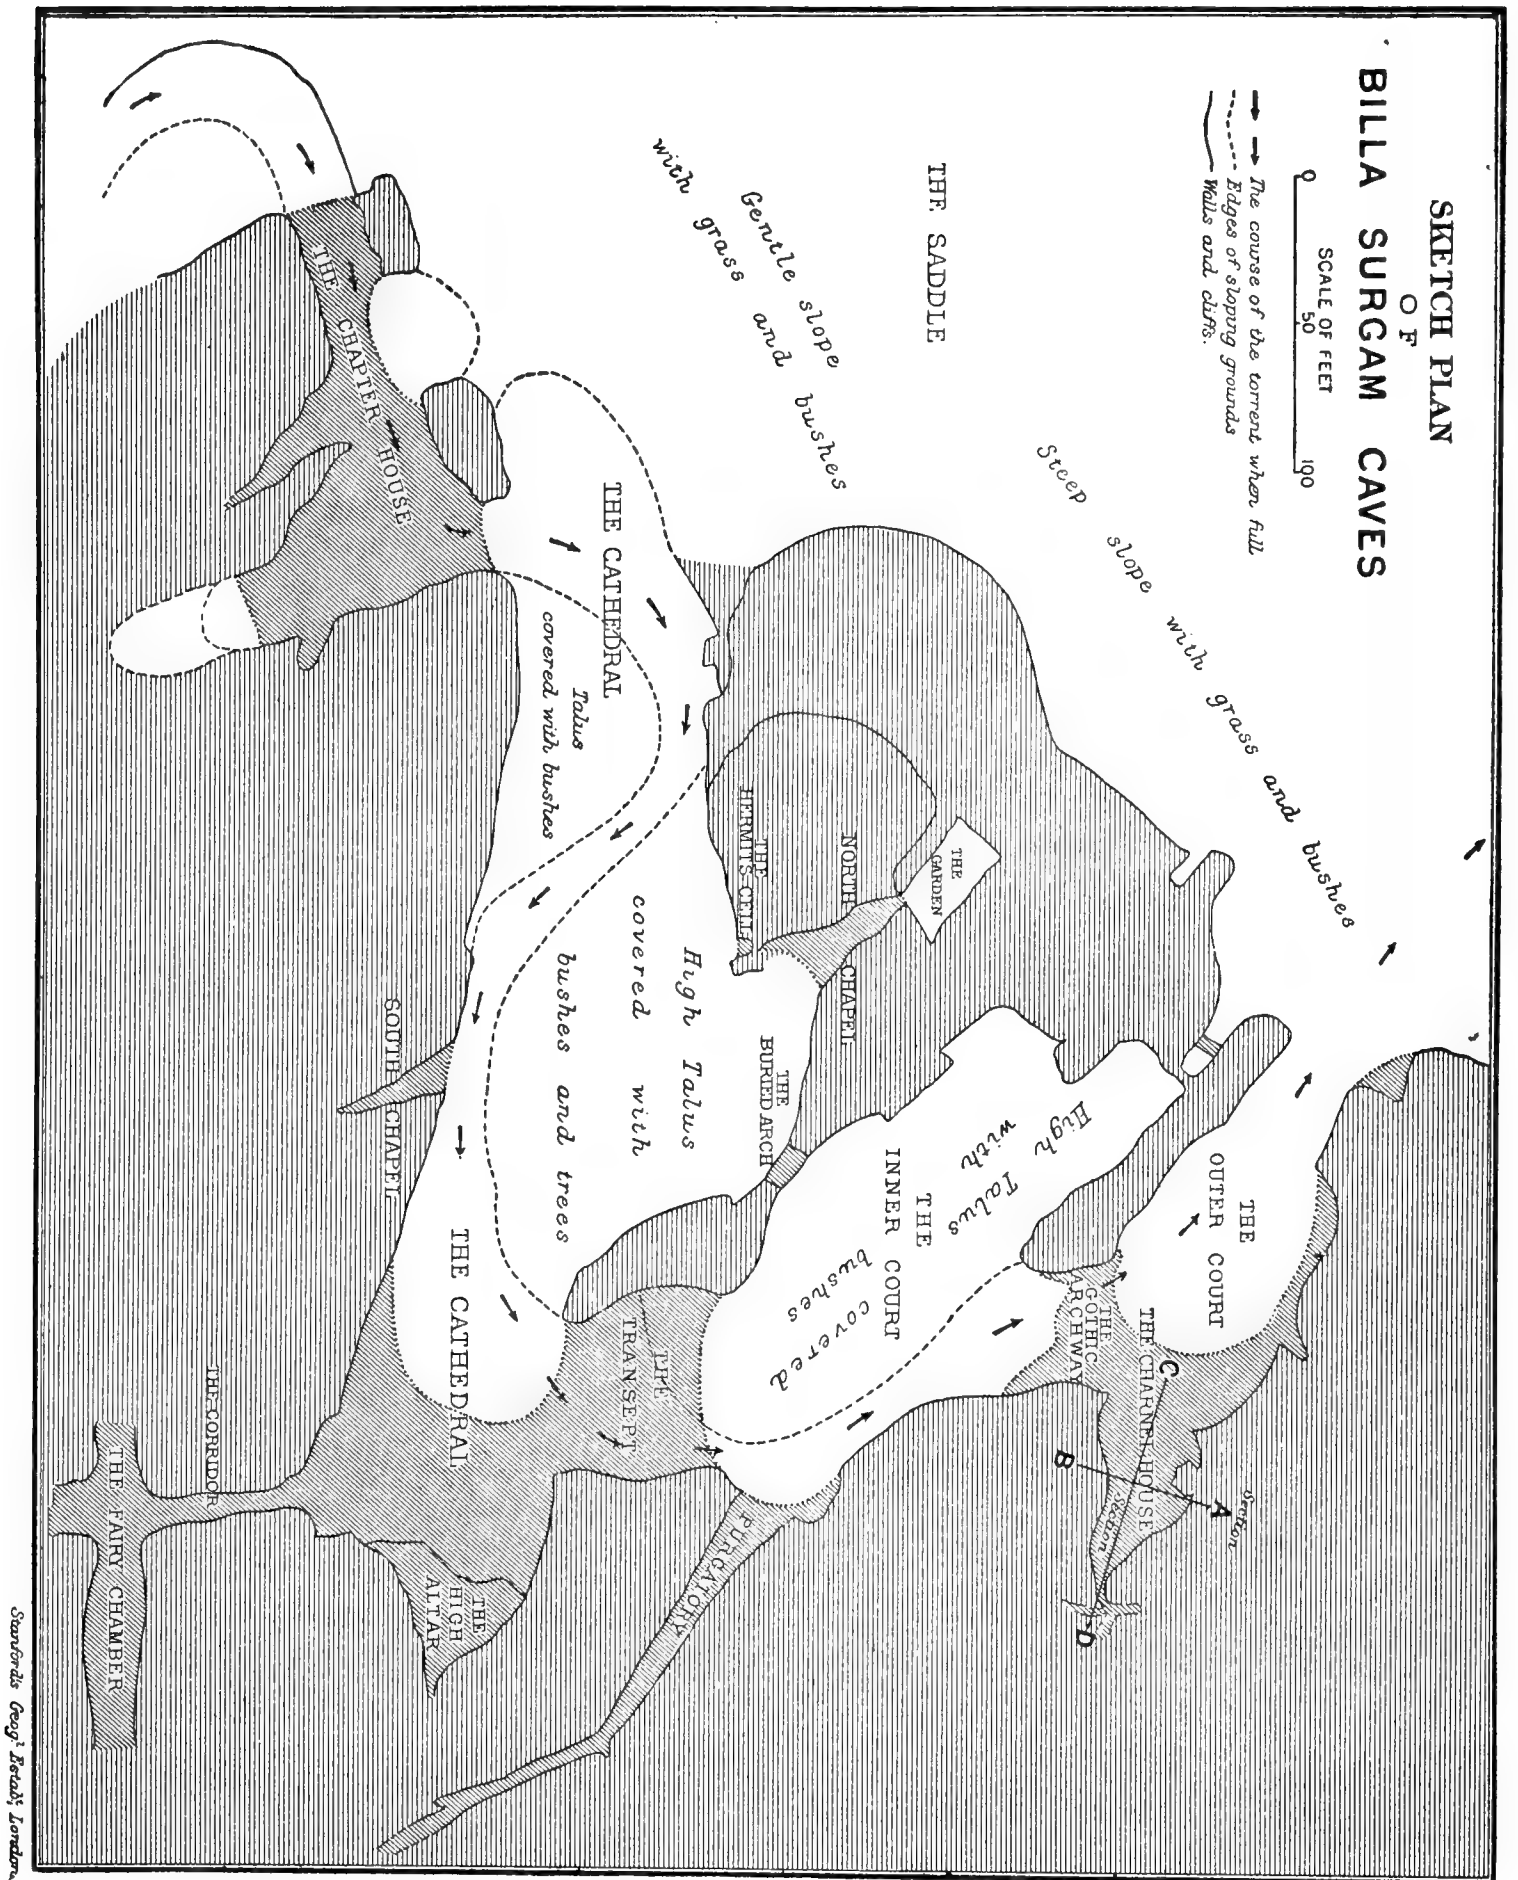 SKETCH PLAN
OF
BILLA SURGAM CAVES
SCALE OF FEET
0 50 100
The course of the torrent when full
Edges of sloping grounds
Walls and cliffs.
THE SADDLE
Gentle slope
with grass and bushes
Steep slope with grass and bushes
THE CHAPTER HOUSE
THE CATHEDRAL
Talus
covered with bushes
THE
HERMITS CELL
NORTH CHAPEL
THE
GARDEN
High Talus
covered with
bushes and trees
THE
BURIED ARCH
SOUTH CHAPEL
THE CATHEDRAL
High Talus covered
with bushes
THE
INNER COURT
THE
OUTER COURT
THE
GOTHIC
ARCHWAY
THE CHARNEL HOUSE
C
B
A
D
Section
Section
THE
TRANSEPT
PURGATORY
THE
HIGH
ALTAR
THE CORRIDOR
THE FAIRY CHAMBER
Stanford's Geog.l Estab.t, London.